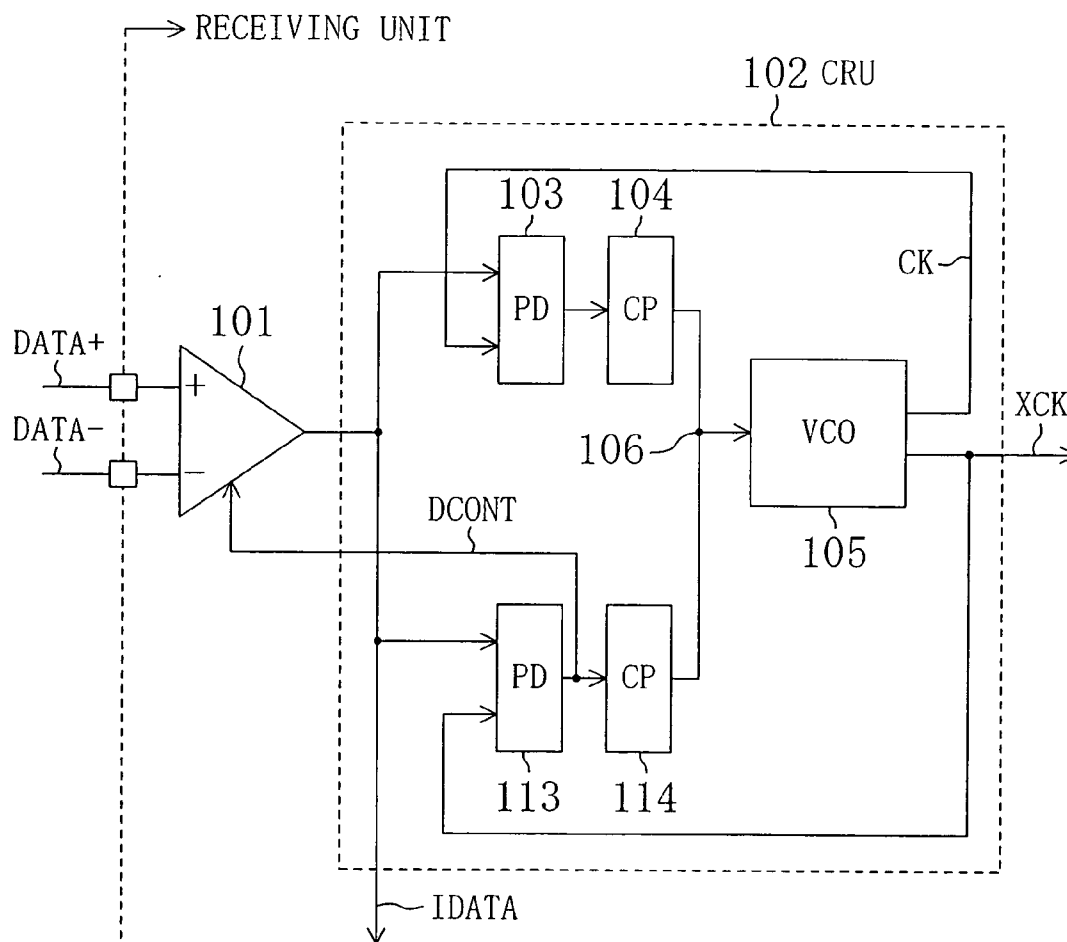 RECEIVING UNIT
102 CRU
103
104
CK
PD
CP
101
DATA+
+
DATA-
−
106
VCO
XCK
105
DCONT
PD
CP
113
114
IDATA